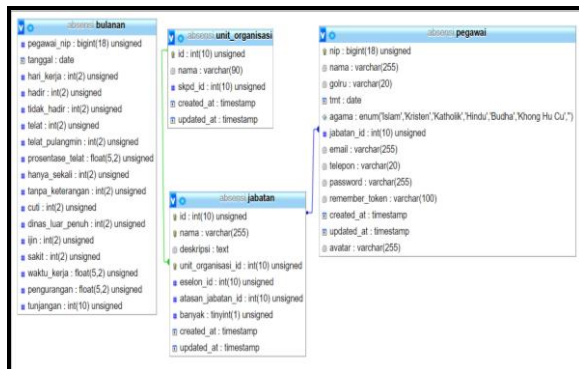 absensi bulanan
pegawai_nip : bigint(18) unsigned
tanggal : date
hari_kerja : int(2) unsigned
hadir : int(2) unsigned
tidak_hadir : int(2) unsigned
telat : int(2) unsigned
telat_pulangmin : int(2) unsigned
prosentase_telat : float(5,2) unsigned
hanya_sekali : int(2) unsigned
tanpa_keterangan : int(2) unsigned
cuti : int(2) unsigned
dinas_luar_penuh : int(2) unsigned
ijin : int(2) unsigned
sakit : int(2) unsigned
waktu_kerja : float(5,2) unsigned
pengurangan : float(5,2) unsigned
tunjangan : int(10) unsigned
absensi unit_organisasi
id : int(10) unsigned
nama : varchar(90)
skpd_id : int(10) unsigned
created_at : timestamp
updated_at : timestamp
absensi jabatan
id : int(10) unsigned
nama : varchar(255)
deskripsi : text
unit_organisasi_id : int(10) unsigned
eselon_id : int(10) unsigned
atasan_jabatan_id : int(10) unsigned
banyak : tinyint(1) unsigned
created_at : timestamp
updated_at : timestamp
absensi pegawai
nip : bigint(18) unsigned
nama : varchar(255)
golru : varchar(20)
tmt : date
agama : enum('Islam','Kristen','Katholik','Hindu','Budha','Khong Hu Cu','')
jabatan_id : int(10) unsigned
email : varchar(255)
telepon : varchar(20)
password : varchar(255)
remember_token : varchar(100)
created_at : timestamp
updated_at : timestamp
avatar : varchar(255)